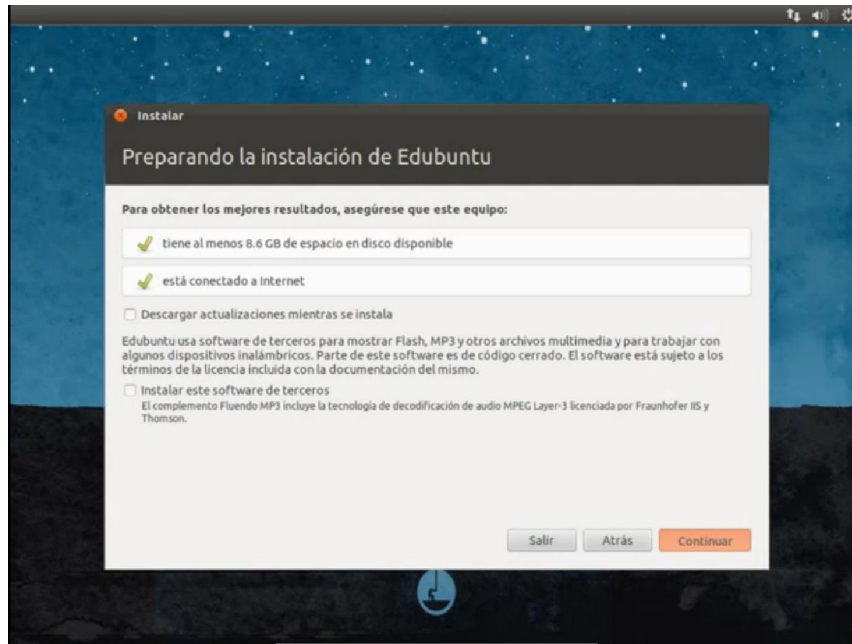 Instalar
Preparando la instalación de Edubuntu
Para obtener los mejores resultados, asegúrese que este equipo:
tiene al menos 8.6 GB de espacio en disco disponible
está conectado a Internet
Descargar actualizaciones mientras se instala
Edubuntu usa software de terceros para mostrar Flash, MP3 y otros archivos multimedia y para trabajar con
algunos dispositivos inalámbricos. Parte de este software es de código cerrado. El software está sujeto a los
términos de la licencia incluida con la documentación del mismo.
Instalar este software de terceros
El complemento Fluendo MP3 incluye la tecnología de decodificación de audio MPEG Layer-3 licenciada por Fraunhofer IIS y
Thomson.
Salir Atrás Continuar